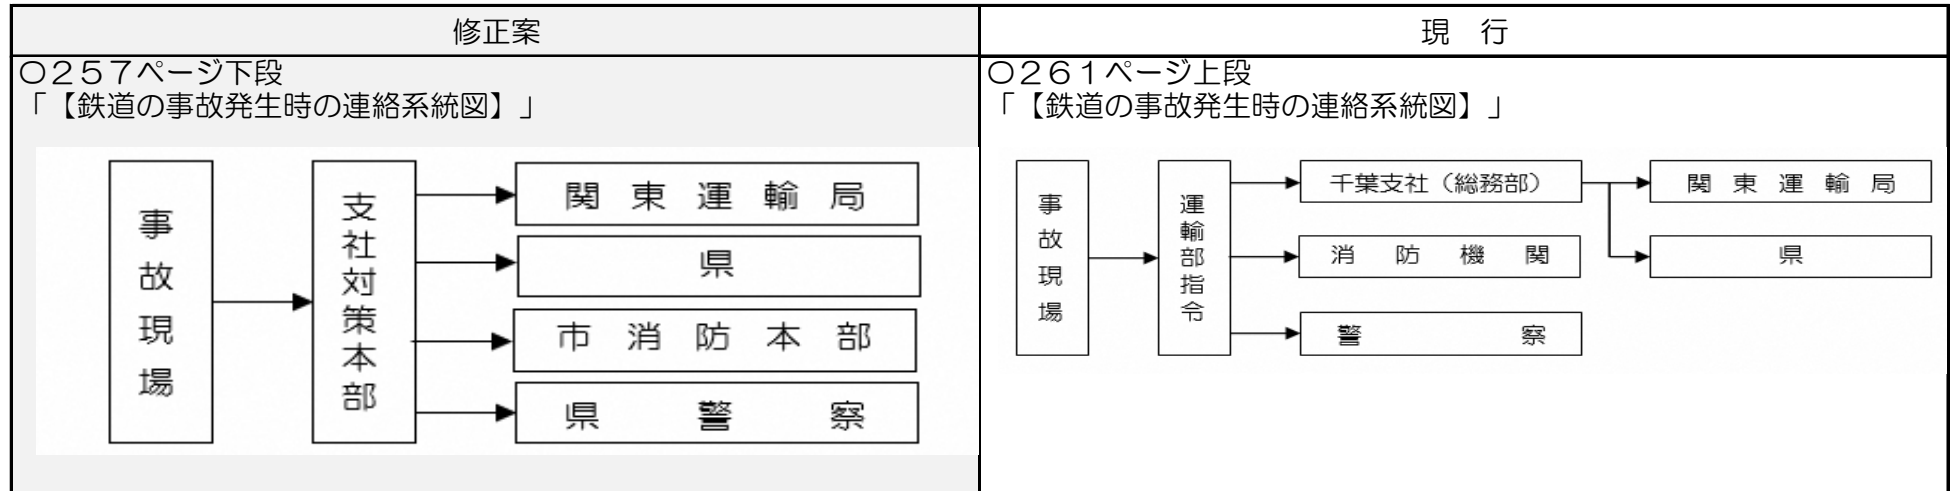 修正案
〇257ページ下段
「【鉄道の事故発生時の連絡系統図】」
事故現場
支社対策本部
関東運輸局
県
市消防本部
県警察
現 行
〇261ページ上段
「【鉄道の事故発生時の連絡系統図】」
事故現場
運輸部指令
千葉支社（総務部）
関東運輸局
消防機関
県
警察